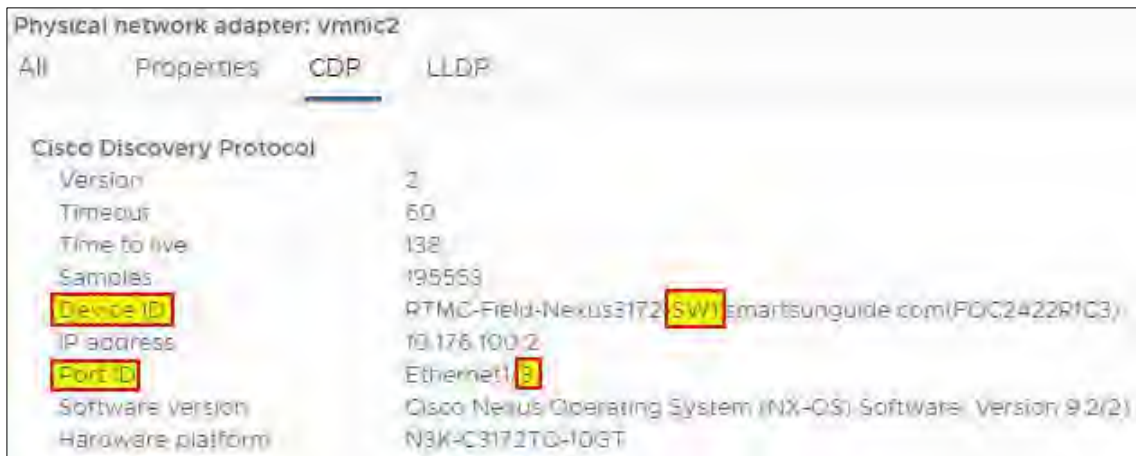 Physical network adapter: vmnic2
All Properties CDP LLDP
Cisco Discovery Protocol
Version 2
Timeout 60
Time to live 138
Samples 195553
Device ID RTMC-Field-Nexus3172-SW1.smartsunguide.com(FOC2422R1C3)
IP address 10.176.100.2
Port ID Ethernet1/3
Software version Cisco Nexus Operating System (NX-OS) Software, Version 9.2(2)
Hardware platform N3K-C3172TQ-10GT